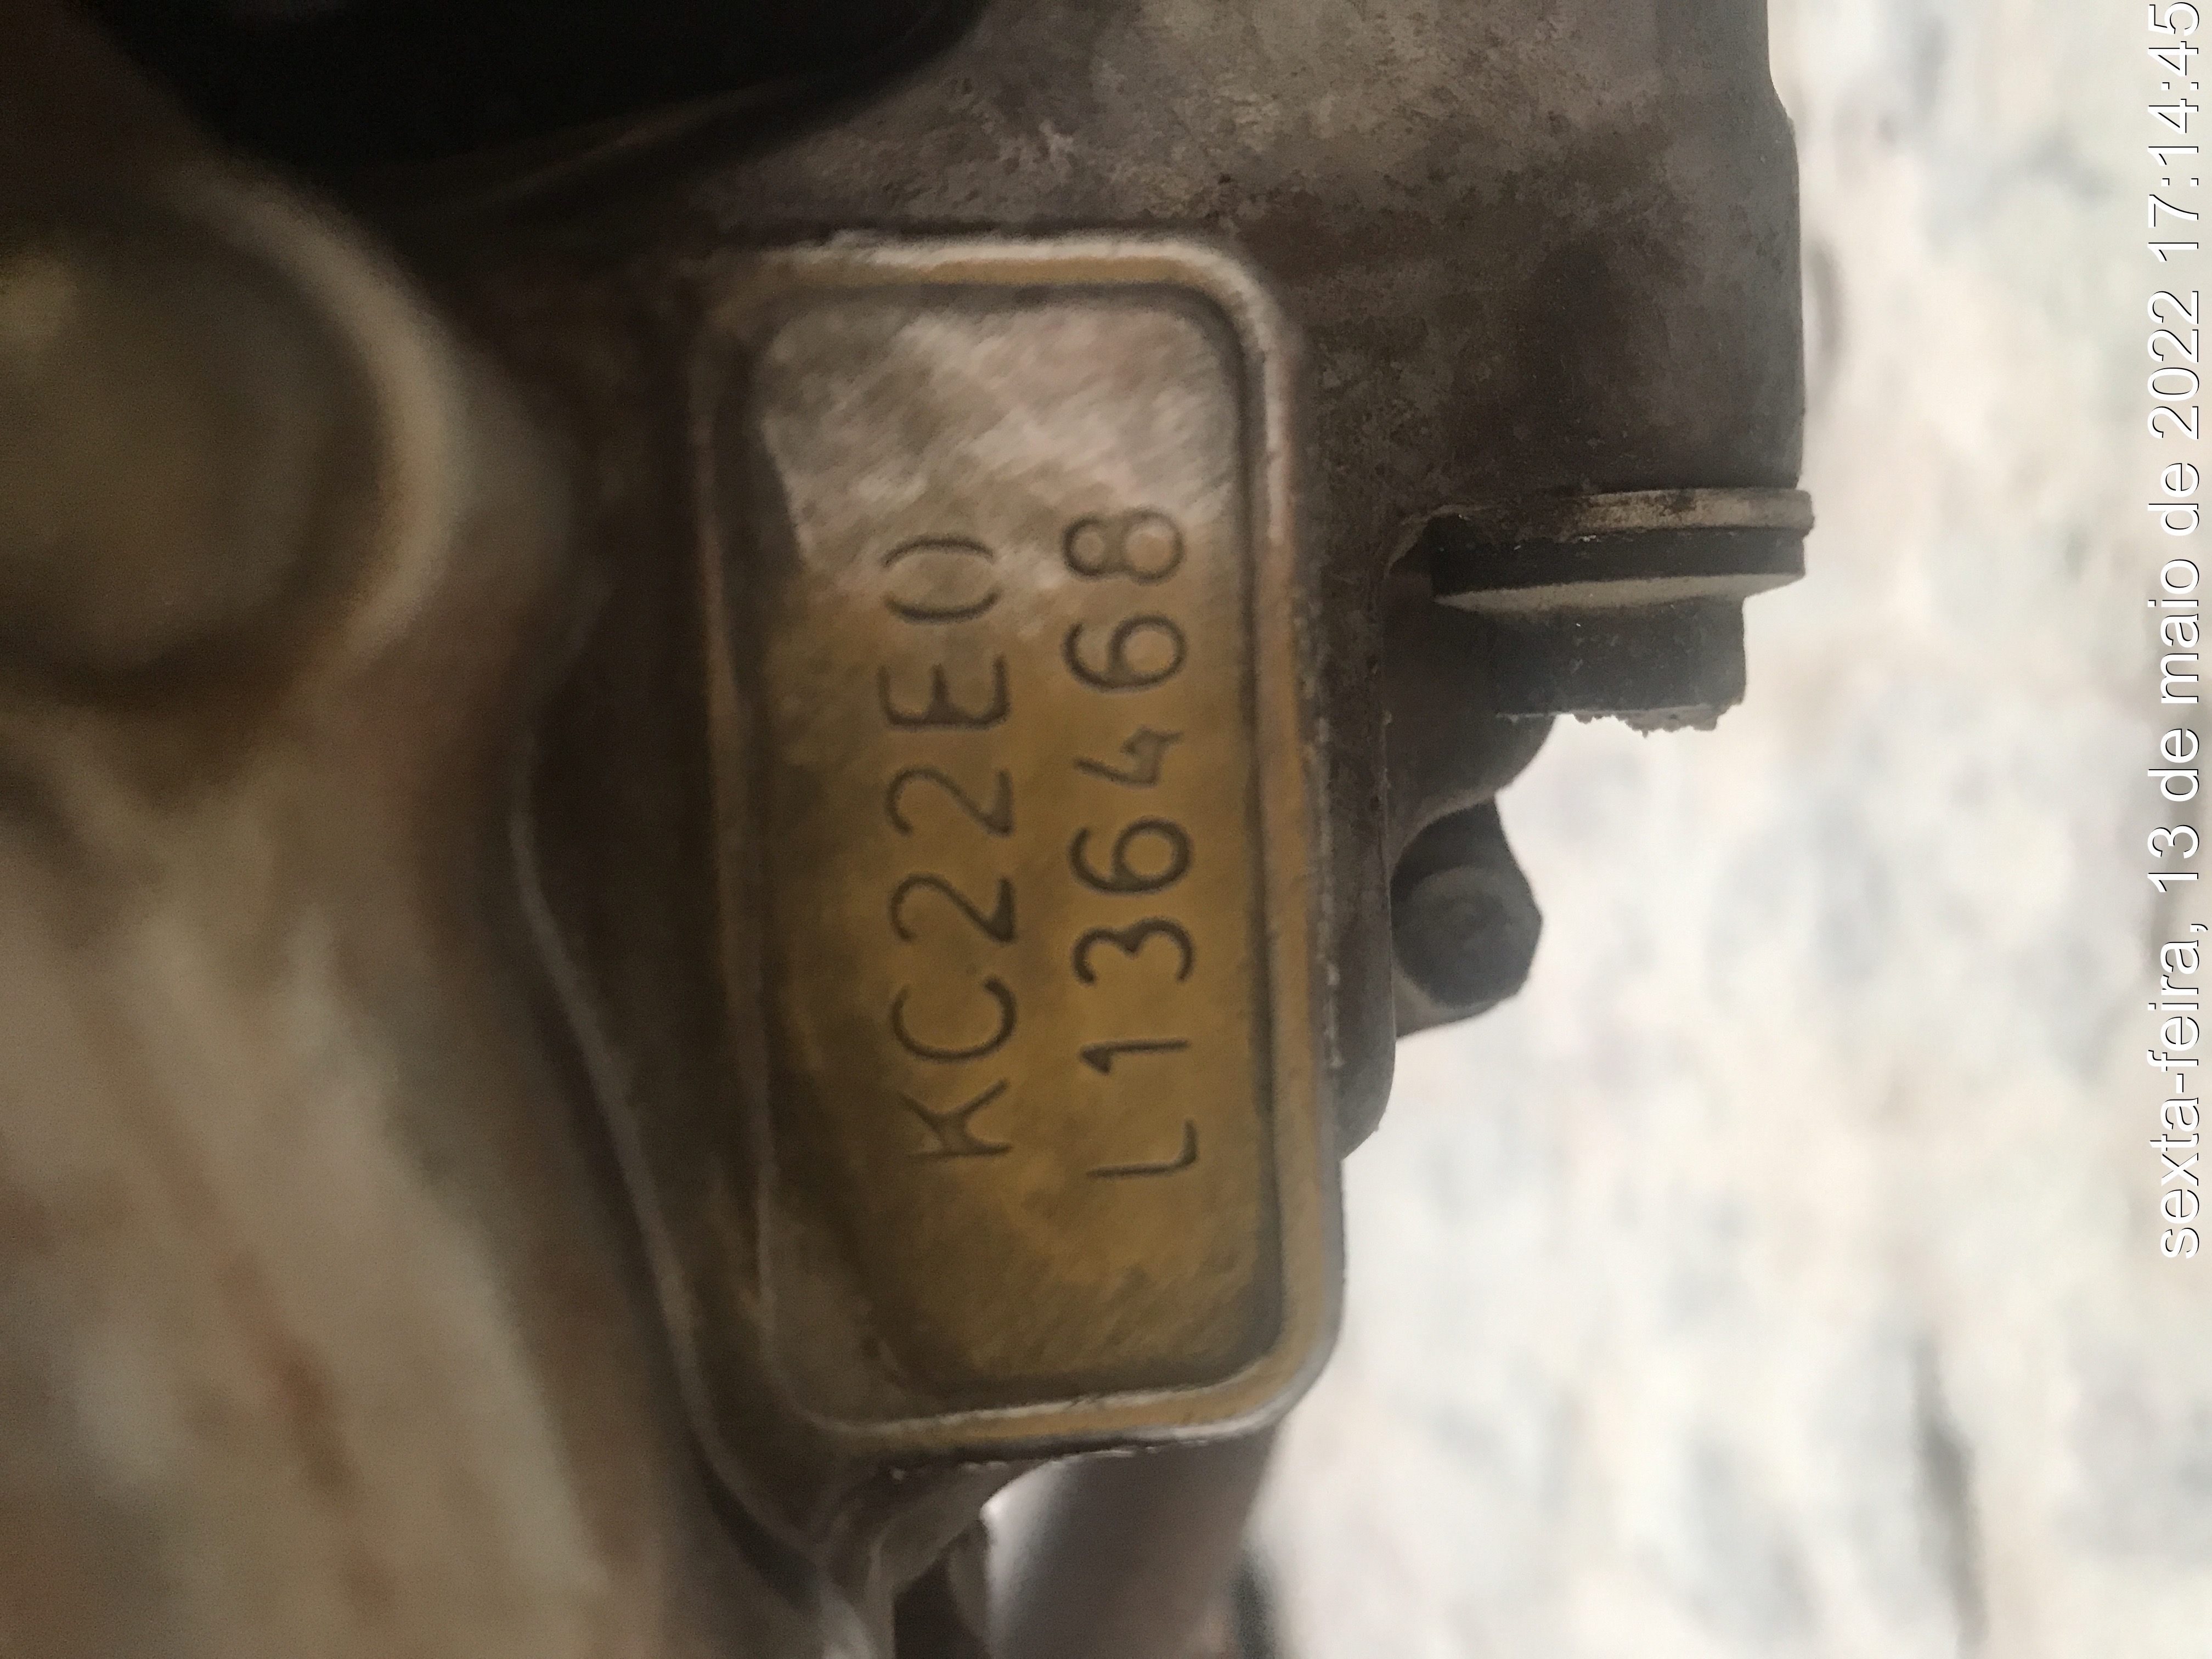 KC22E0
L136468
sexta-feira, 13 de maio de 2022 17:14:45